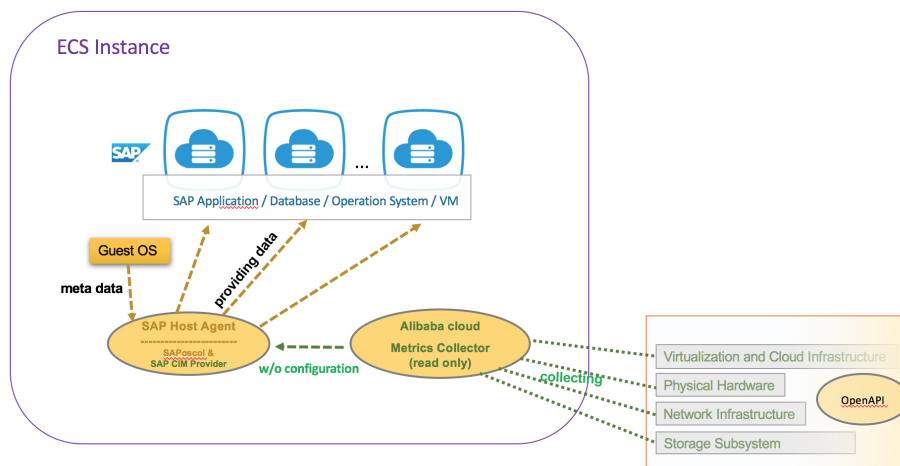 ECS Instance
SAP
...
SAP Application / Database / Operation System / VM
Guest OS
meta data
providing data
SAP Host Agent
-------------------------
SAPoscol &
SAP CIM Provider
w/o configuration
Alibaba cloud
Metrics Collector
(read only)
collecting
Virtualization and Cloud Infrastructure
Physical Hardware
Network Infrastructure
Storage Subsystem
OpenAPI